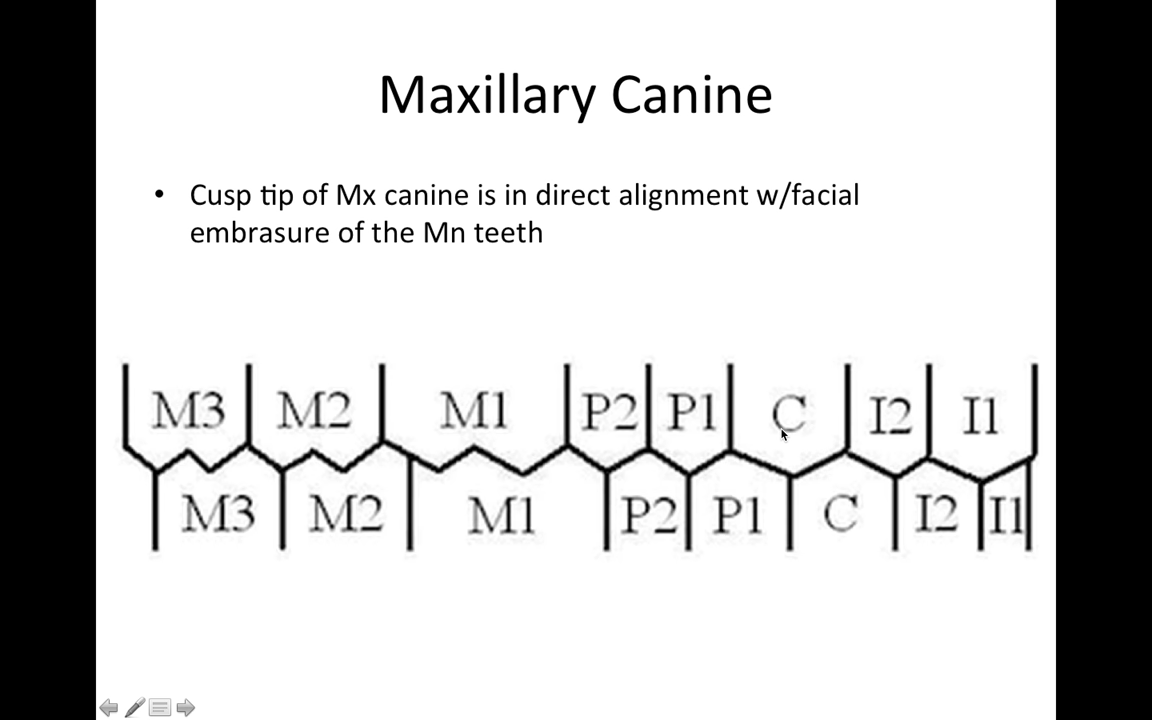 Maxillary Canine
• Cusp tip of Mx canine is in direct alignment w/facial
embrasure of the Mn teeth
M3 M2 M1 P2 P1 C I2 I1
M3 M2 M1 P2 P1 C I2 I1